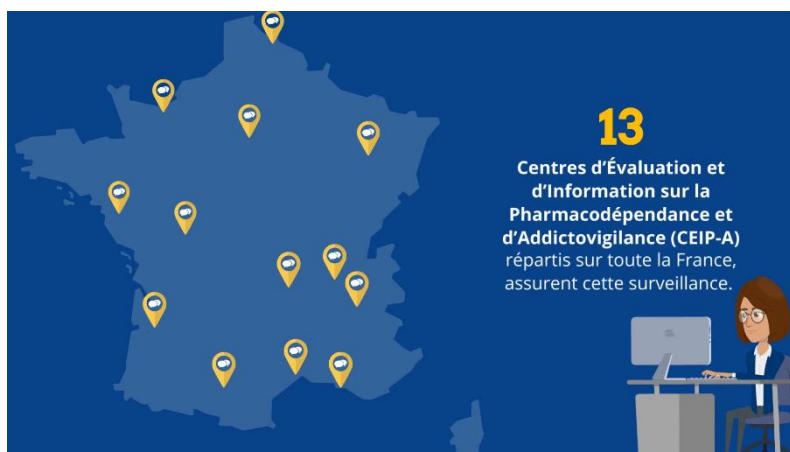 13
Centres d’Évaluation et
d’Information sur la
Pharmacodépendance et
d’Addictovigilance (CEIP-A)
répartis sur toute la France,
assurent cette surveillance.